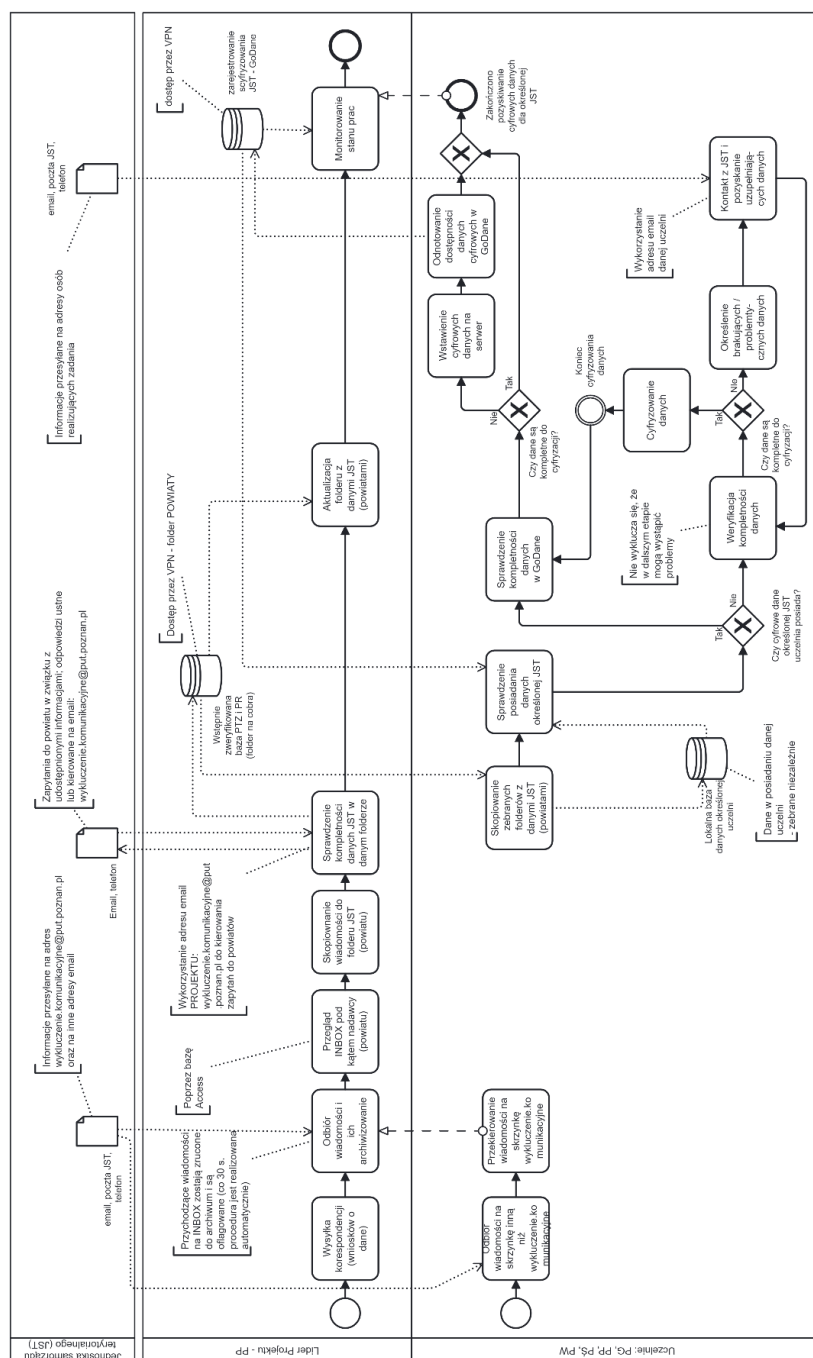 Jednostka samorządu
terytorialnego (JST)
email, poczta JST,
telefon
Informacje przesyłane na adres
wykluczenie.komunikacyjne@put.poznan.pl
oraz na inne adresy email
Email, telefon
Zapytania do powiatu w związku z
udostępnionymi informacjami; odpowiedzi ustne
lub kierowane na email:
wykluczenie.komunikacyjne@put.poznan.pl
Informacje przesyłane na adresy osób
realizujących zadania
email, poczta JST,
telefon
Lider Projektu - PP
Przychodzące wiadomości
na INBOX zostają zrucone
do archiwum i są
oflagowane (co 30 s.
procedura jest realizowana
automatycznie)
Poprzez bazę
Access
Wykorzystanie adresu email
PROJEKTU:
wykluczenie.komunikacyjne@put
.poznan.pl do kierowania
zapytań do powiatów
Wstępnie
zweryfikowana
baza PTZ i PR
(folder na cobra)
Dostęp przez VPN - folder POWIATY
zarejestrowanie
scyfryzowania
JST - GoDane
dostęp przez VPN
Wysyłka
korespondencji
(wniosków o
dane)
Odbiór
wiadomości i
ich
archiwizowanie
Przegląd
INBOX pod
kątem nadawcy
(powiatu)
Skopiownanie
wiadomości do
folderu JST
(powiatu)
Sprawdzenie
kompletności
danych JST w
danym folderze
Aktualizacja
folderu z
danymi JST
(powiatami)
Monitorowanie
stanu prac
Uczelnie: PG, PP, PŚ, PW
Odbiór
wiadomości na
skrzynkę inną
niż
wykluczenie.ko
munikacyjne
Przekierowanie
wiadomości na
skrzynkę
wykluczenie.ko
munikacyjne
Skopiowanie
zebranych
folderów z
danymi JST
(powiatami)
Sprawdzenie
posiadania
danych
określonej JST
Lokalna baza
danych określonej
uczelni
Dane w posiadaniu danej
uczelni
- zebrane niezależnie
Czy cyfrowe dane
określonej JST
uczelnia posiada?
Tak
Nie
Sprawdzenie
kompletności
danych
w GoDane
Nie wyklucza się, że
w dalszym etapie
mogą wystąpić
problemy
Weryfikacja
kompletności
danych
Czy dane są
kompletne do
cyfryzacji?
Nie
Tak
Czy dane są
kompletne do
cyfryzacji?
Tak
Nie
Cyfryzowanie
danych
Koniec
cyfryzowania
danych
Wstawienie
cyfrowych
danych na
serwer
Odnotowanie
dostępności
danych
cyfrowych w
GoDane
Zakończono
pozyskiwanie
cyfrowych danych
dla określonej
JST
Określenie
brakujących /
problemty-
cznych danych
Wykorzystanie
adresu email
danej uczelni
Kontakt z JST i
pozyskanie
uzupełniają-
cych danych